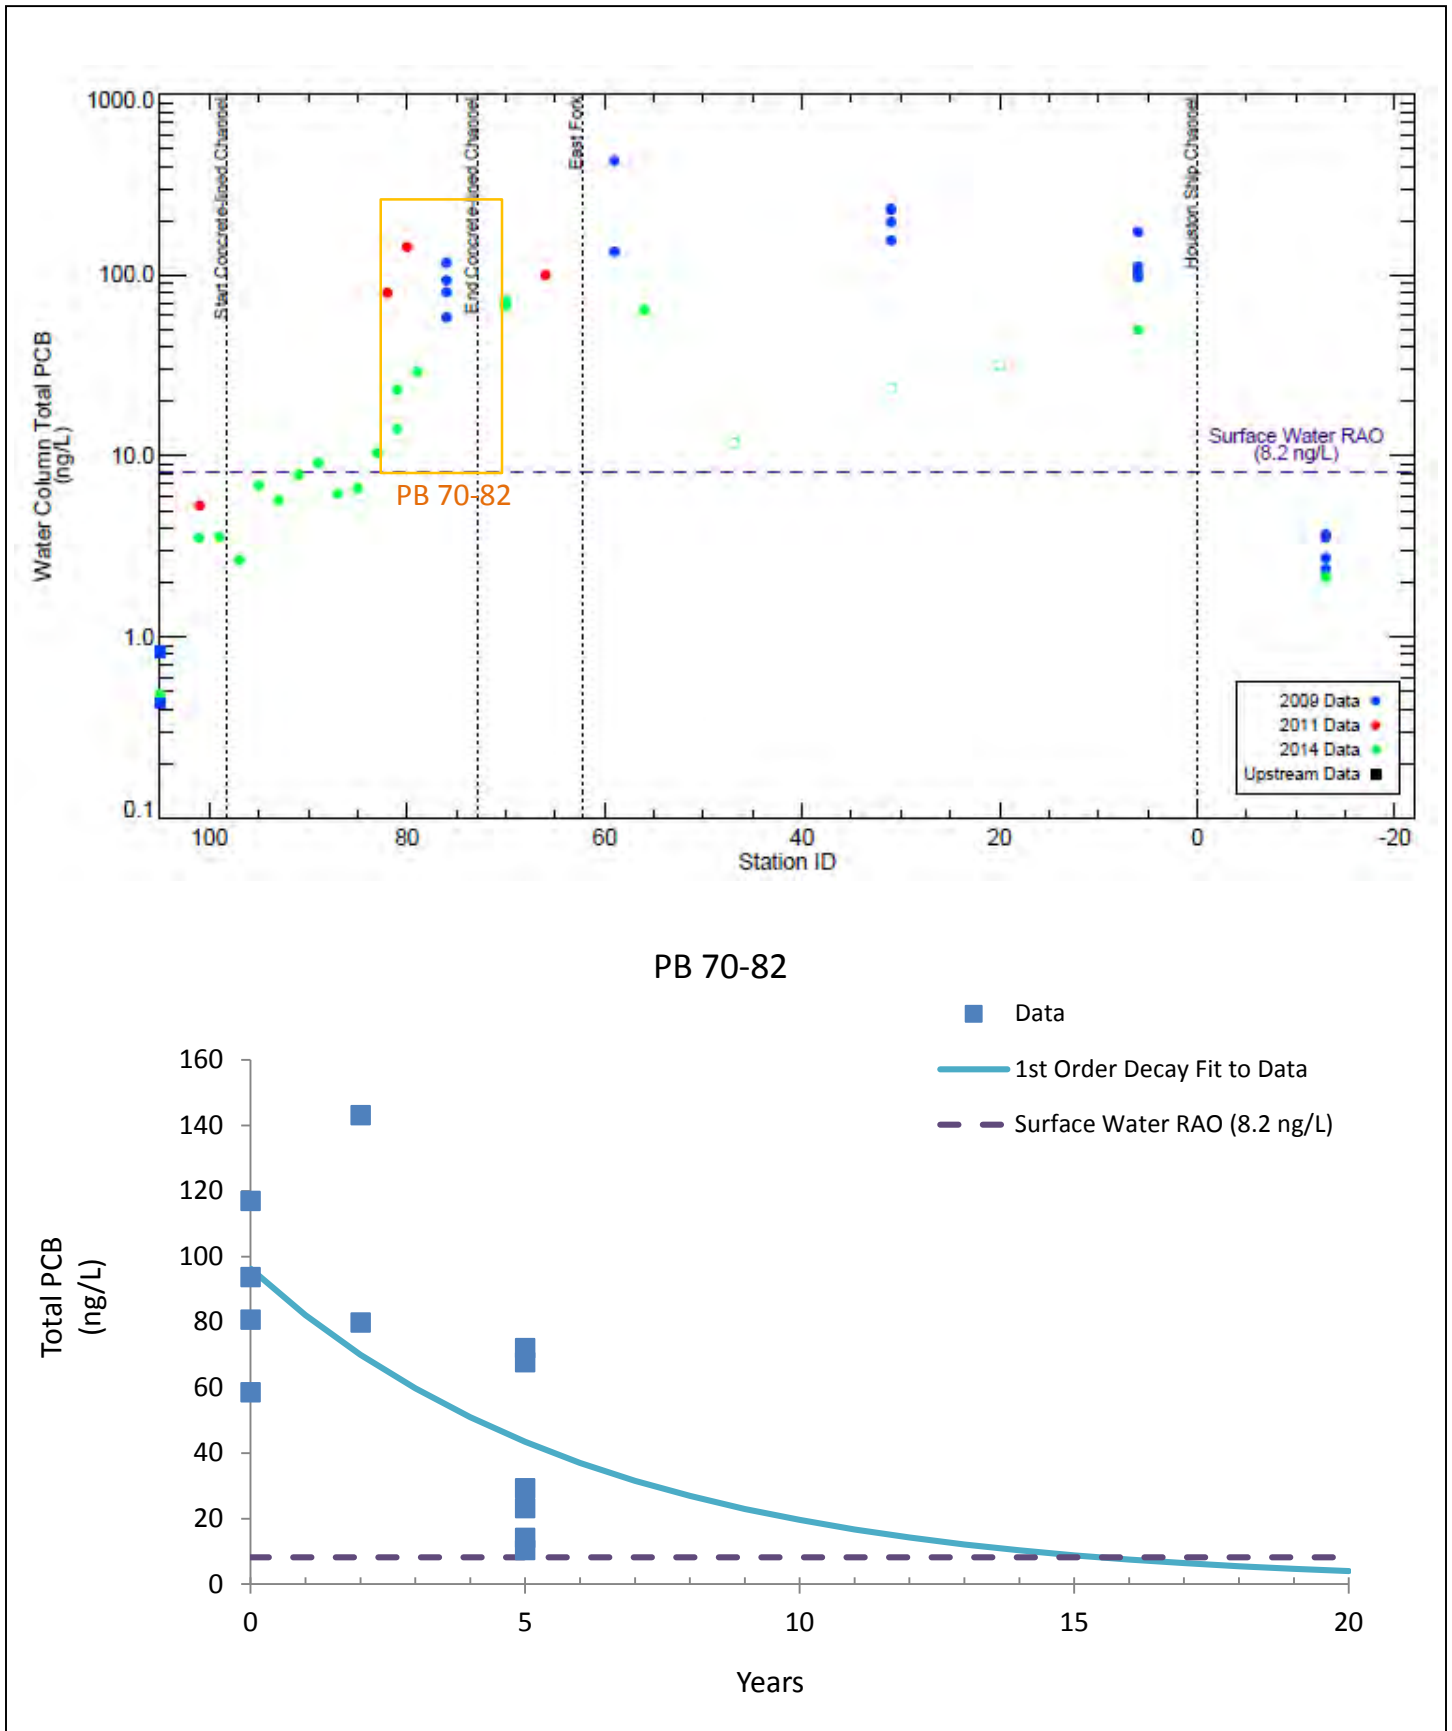 1000.0
100.0
10.0
1.0
0.1
Water Column Total PCB
(ng/L)
Start Concrete-lined Channel
End Concrete-lined Channel
East Fork
Houston Ship Channel
Surface Water RAO
(8.2 ng/L)
PB 70-82
2009 Data
2011 Data
2014 Data
Upstream Data
100
80
60
40
20
0
-20
Station ID
PB 70-82
Data
1st Order Decay Fit to Data
Surface Water RAO (8.2 ng/L)
160
140
120
100
80
60
40
20
0
Total PCB
(ng/L)
0
5
10
15
20
Years